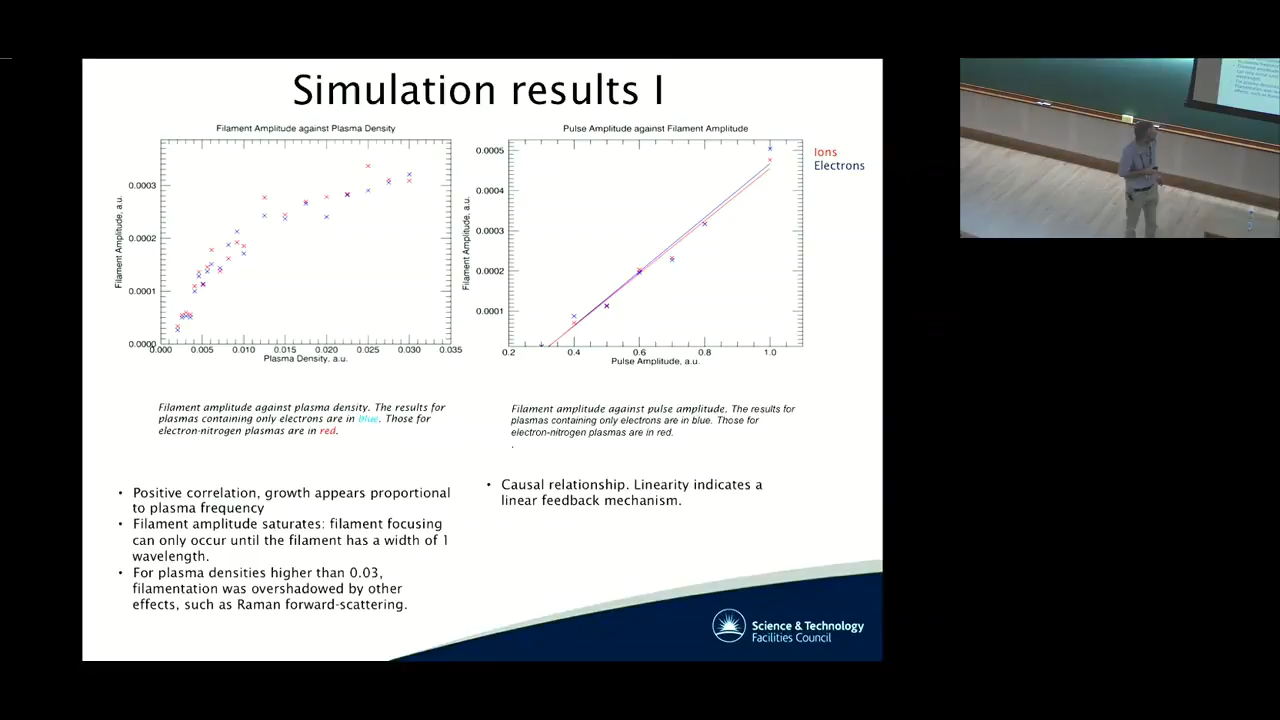 Simulation results I
Filament Amplitude against Plasma Density
Filament Amplitude, a.u.
0.0003
0.0002
0.0001
0.0000
0.000 0.005 0.010 0.015 0.020 0.025 0.030 0.035
Plasma Density, a.u.
Pulse Amplitude against Filament Amplitude
Filament Amplitude, a.u.
0.0005
0.0004
0.0003
0.0002
0.0001
0.2 0.4 0.6 0.8 1.0
Pulse Amplitude, a.u.
Ions
Electrons
Filament amplitude against plasma density. The results for
plasmas containing only electrons are in blue. Those for
electron-nitrogen plasmas are in red.
Filament amplitude against pulse amplitude. The results for
plasmas containing only electrons are in blue. Those for
electron-nitrogen plasmas are in red.
.
• Positive correlation, growth appears proportional
to plasma frequency
• Filament amplitude saturates: filament focusing
can only occur until the filament has a width of 1
wavelength.
• For plasma densities higher than 0.03,
filamentation was overshadowed by other
effects, such as Raman forward-scattering.
• Causal relationship. Linearity indicates a
linear feedback mechanism.
Science & Technology
Facilities Council